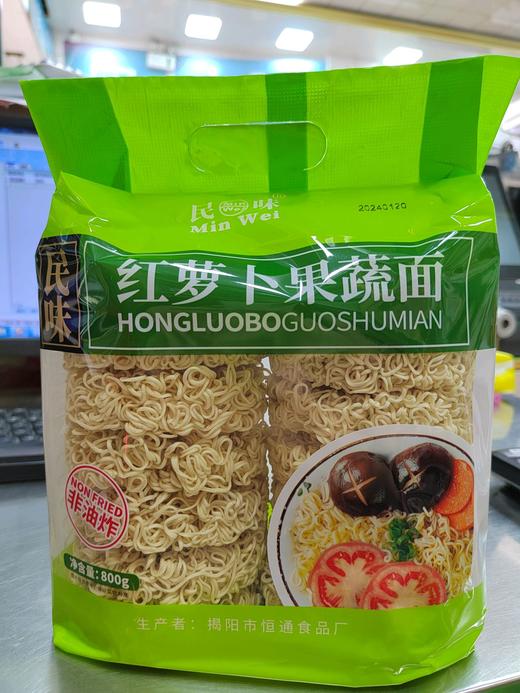 民 味
Min Wei
20240120
民味
红萝卜果蔬面
HONGLUOBOGUOSHUMIAN
NON FRIED
非油炸
净含量:800g
生产者：揭阳市恒通食品厂